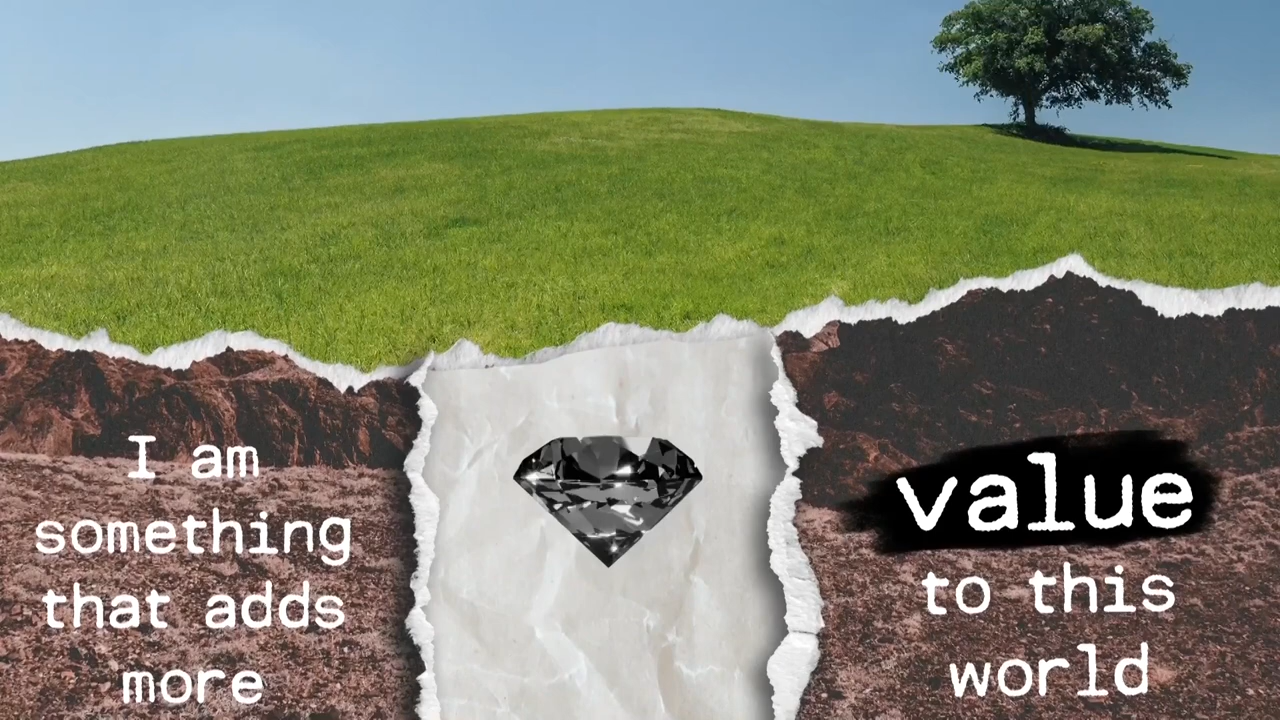 I am
something
that adds
more
value
to this
world